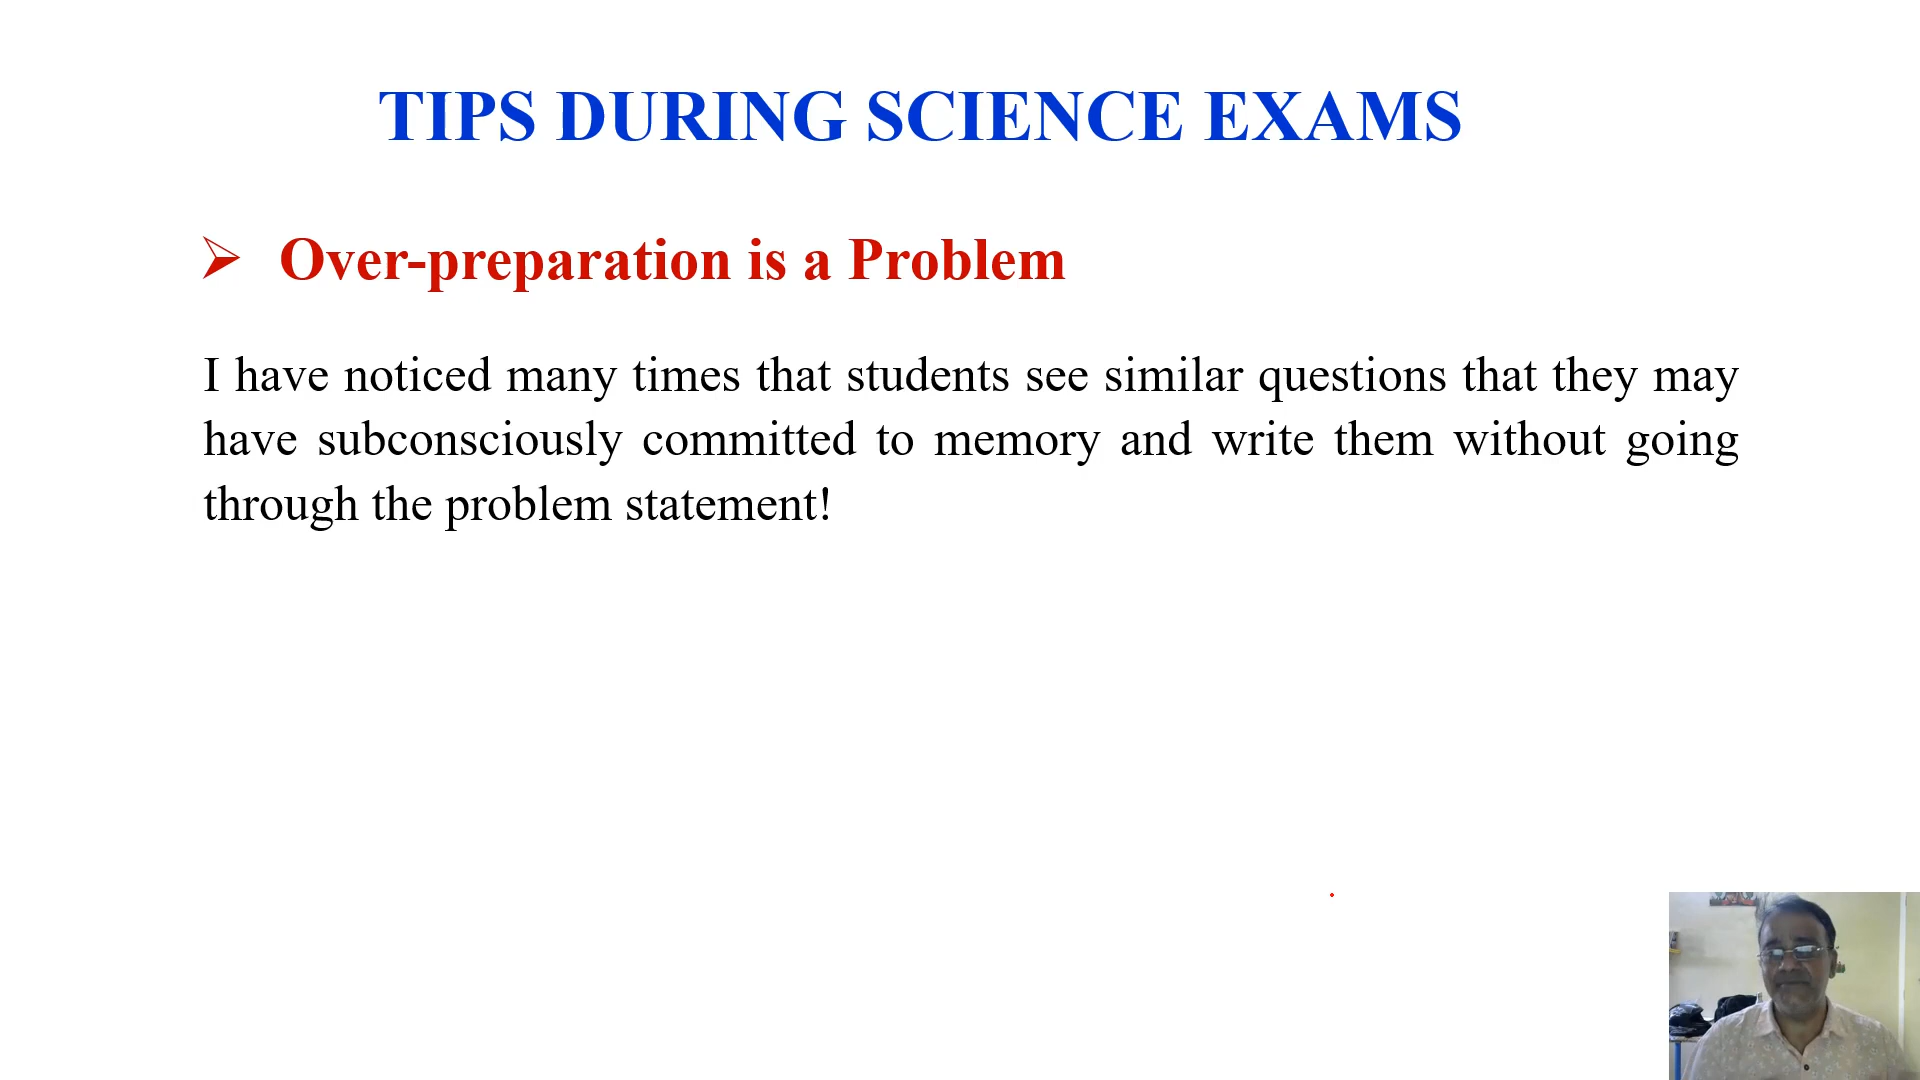 TIPS DURING SCIENCE EXAMS
Over-preparation is a Problem
I have noticed many times that students see similar questions that they may
have subconsciously committed to memory and write them without going
through the problem statement!